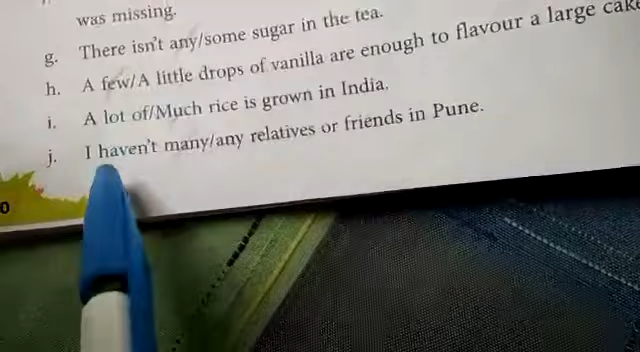 was missing.
g. There isn't any/some sugar in the tea.
h. A few/A little drops of vanilla are enough to flavour a large cake
i. A lot of/Much rice is grown in India.
j. I haven't many/any relatives or friends in Pune.
0